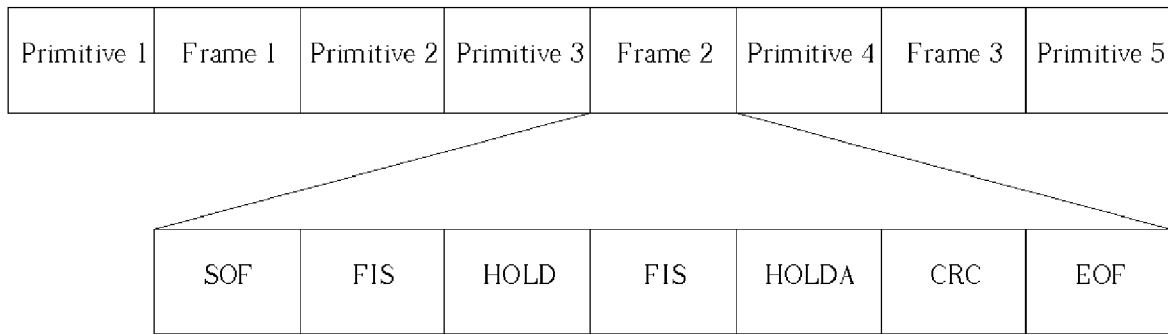 Primitive 1 Frame 1 Primitive 2 Primitive 3 Frame 2 Primitive 4 Frame 3 Primitive 5
SOF FIS HOLD FIS HOLDA CRC EOF